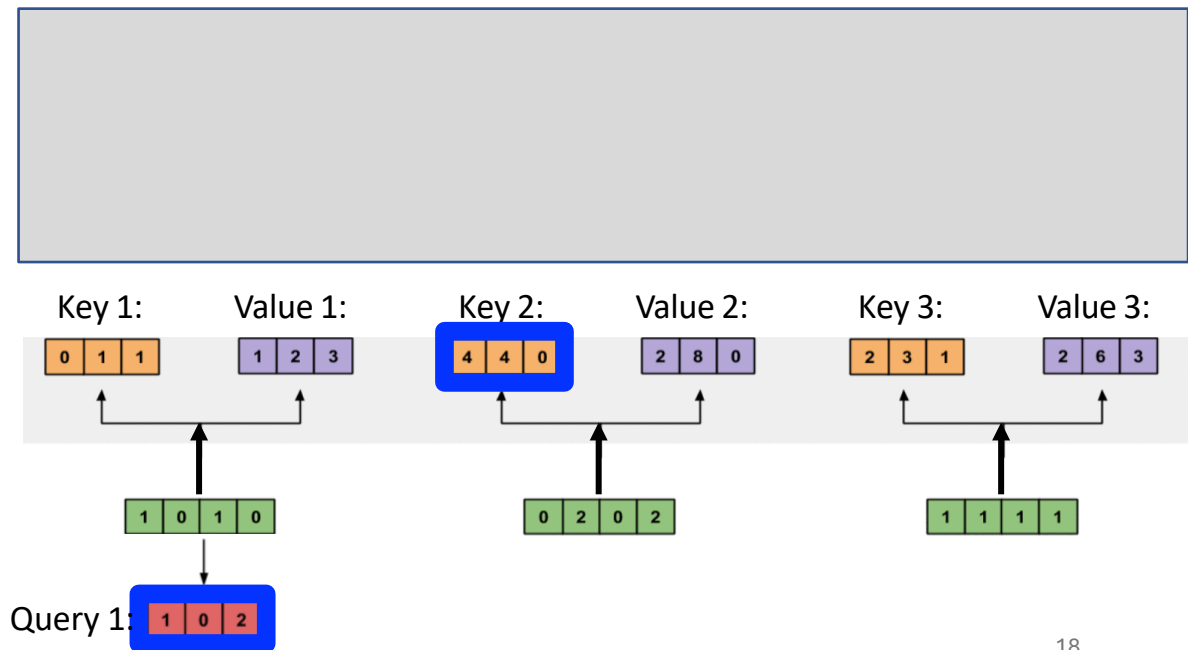 Key 1: Value 1: Key 2: Value 2: Key 3: Value 3:
0 1 1 1 2 3 4 4 0 2 8 0 2 3 1 2 6 3
1 0 1 0 0 2 0 2 1 1 1 1
Query 1: 1 0 2
18